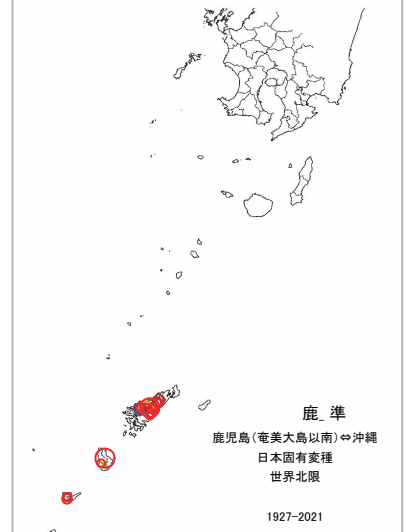 鹿_準
鹿児島(奄美大島以南)⇔沖縄
日本固有変種
世界北限
1927-2021